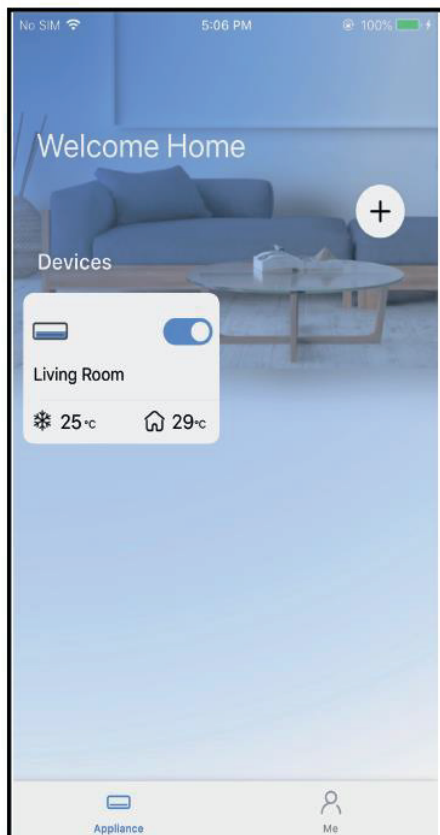 No SIM 5:06 PM 100%
Welcome Home
+
Devices
Living Room
25°C 29°C
Appliance Me